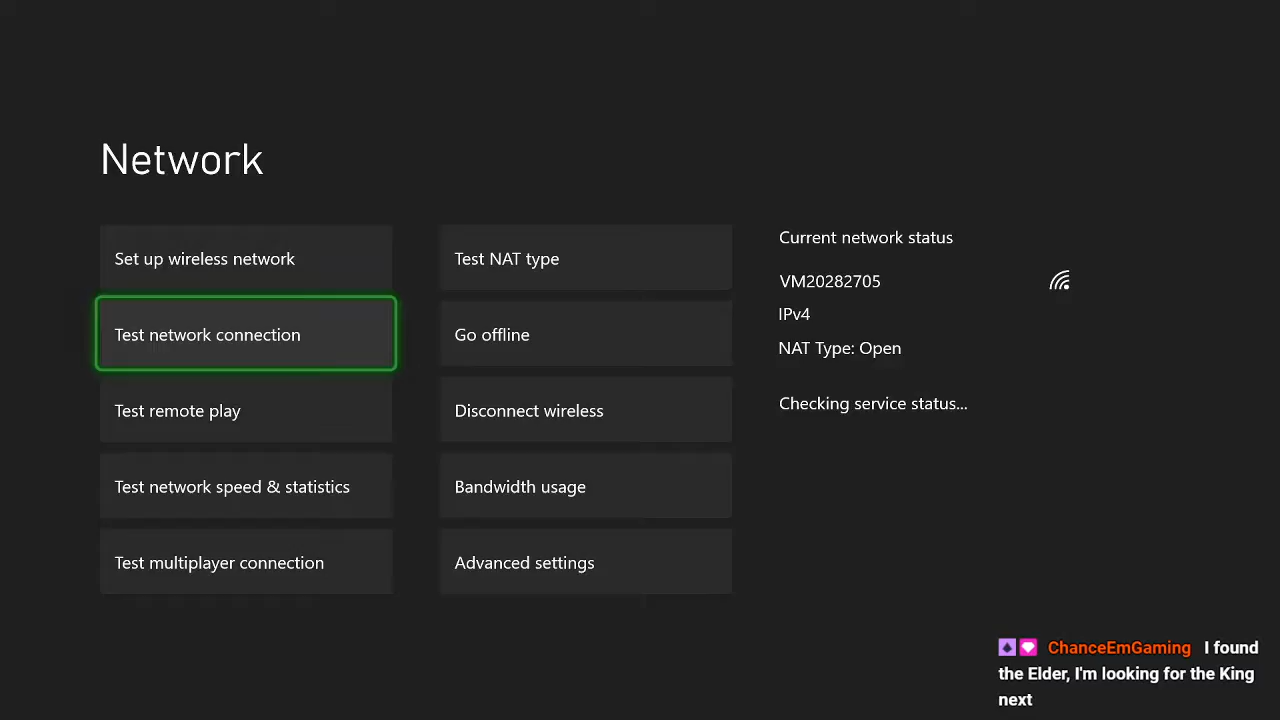 Network
Set up wireless network
Test network connection
Test remote play
Test network speed & statistics
Test multiplayer connection
Test NAT type
Go offline
Disconnect wireless
Bandwidth usage
Advanced settings
Current network status
VM20282705
IPv4
NAT Type: Open
Checking service status...
ChanceEmGaming I found
the Elder, I'm looking for the King
next